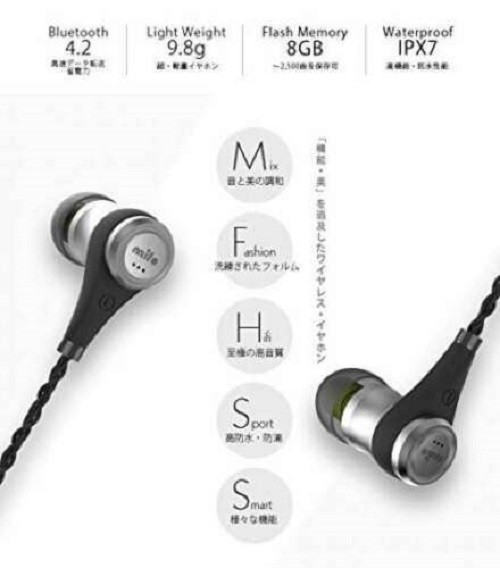 Bluetooth
4.2
高速データ転送
省電力
Light Weight
9.8g
超・軽量イヤホン
Flash Memory
8GB
〜2,500曲を保存可
Waterproof
IPX7
高機能・防水性能
Mix
音と美の調和
Fashion
洗練されたフォルム
Hifi
至極の高音質
Sport
高防水・防滴
Smart
様々な機能
「機能・美」を追及したワイヤレス・イヤホン
mifo
mifo